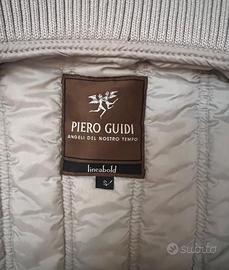 PIERO GUIDI
ANGELI DEL NOSTRO TEMPO
lineabold
S
subito